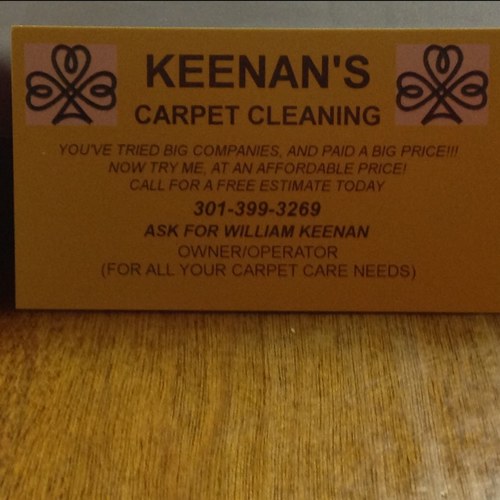 KEENAN'S
CARPET CLEANING
YOU'VE TRIED BIG COMPANIES, AND PAID A BIG PRICE!!!
NOW TRY ME, AT AN AFFORDABLE PRICE!
CALL FOR A FREE ESTIMATE TODAY
301-399-3269
ASK FOR WILLIAM KEENAN
OWNER/OPERATOR
(FOR ALL YOUR CARPET CARE NEEDS)